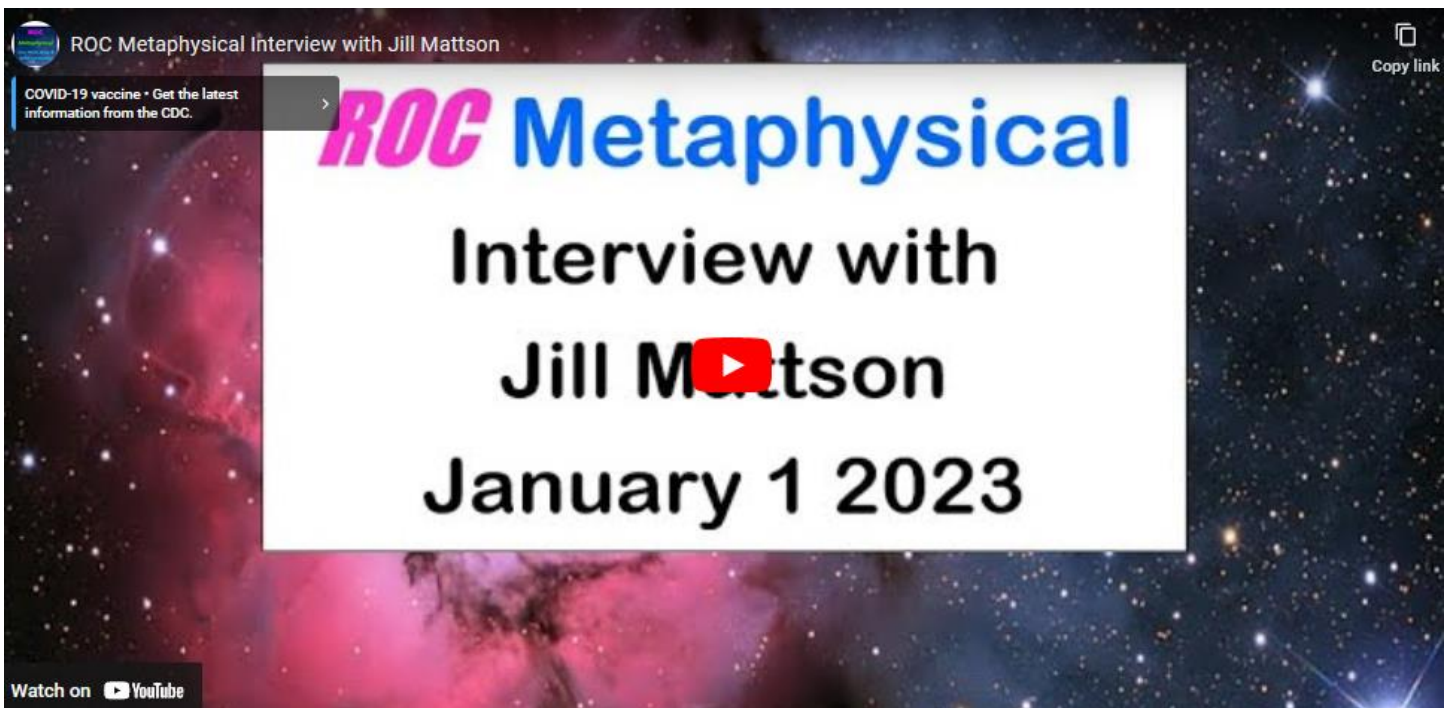 ROC Metaphysical Interview with Jill Mattson
Copy link
COVID-19 vaccine • Get the latest
information from the CDC.
ROC Metaphysical
Interview with
Jill Mattson
January 1 2023
Watch on YouTube